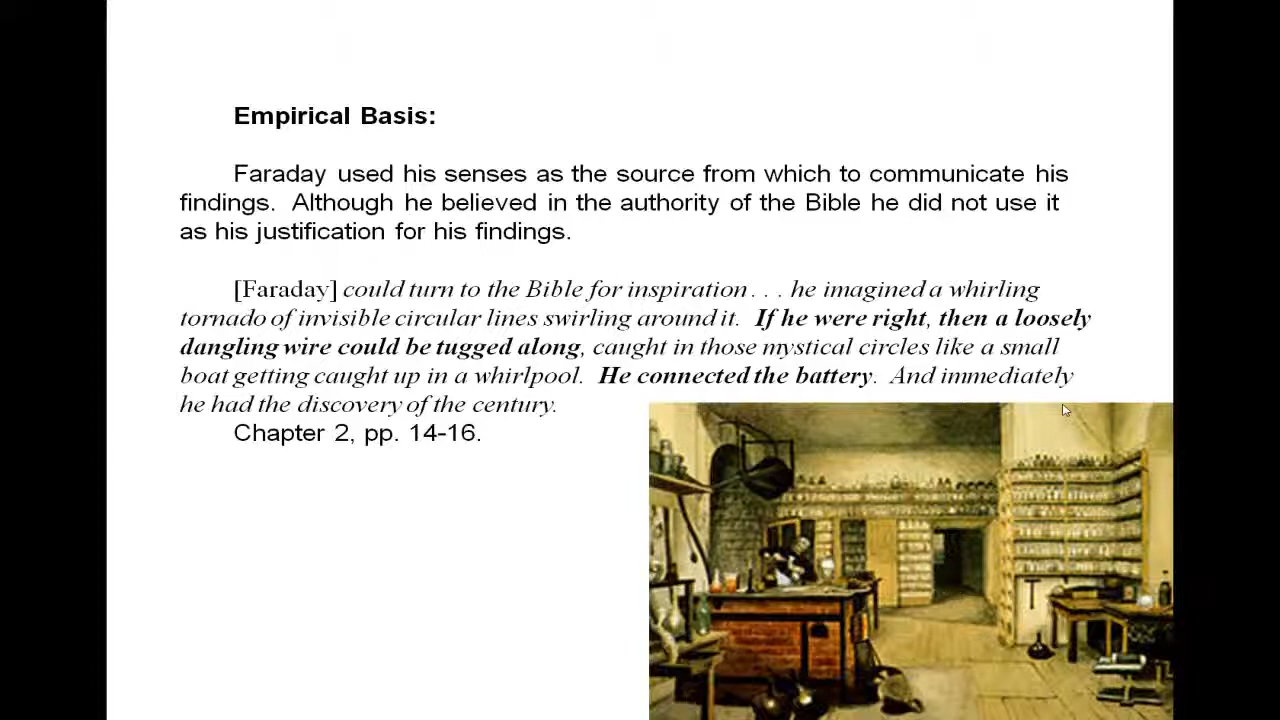 Empirical Basis:
Faraday used his senses as the source from which to communicate his
findings. Although he believed in the authority of the Bible he did not use it
as his justification for his findings.
[Faraday] could turn to the Bible for inspiration . . . he imagined a whirling
tornado of invisible circular lines swirling around it. If he were right, then a loosely
dangling wire could be tugged along, caught in those mystical circles like a small
boat getting caught up in a whirlpool. He connected the battery. And immediately
he had the discovery of the century.
Chapter 2, pp. 14-16.